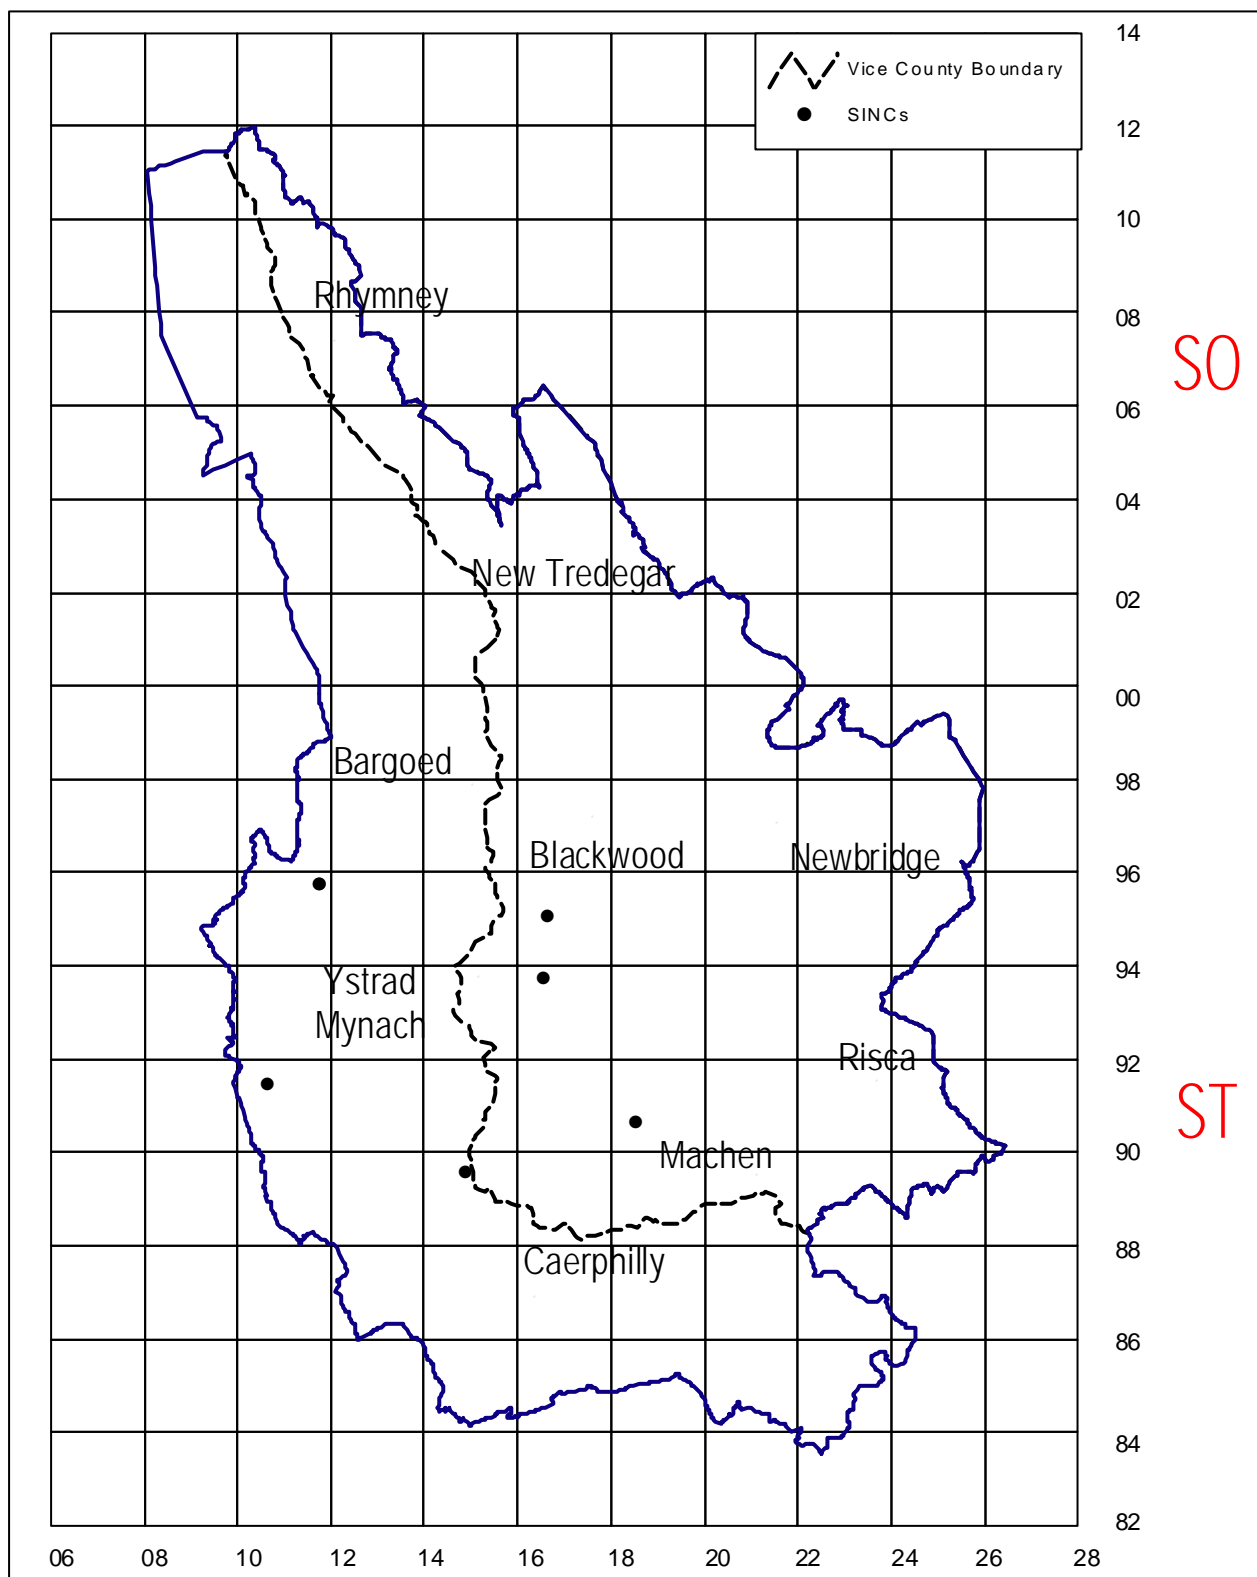 14
Vice County Boundary
SINCs
12
10
Rhymney
08
SO
06
04
New Tredegar
02
00
Bargoed
98
Blackwood
Newbridge
96
Ystrad
Mynach
94
Risca
92
ST
Machen
90
Caerphilly
88
86
84
82
06 08 10 12 14 16 18 20 22 24 26 28